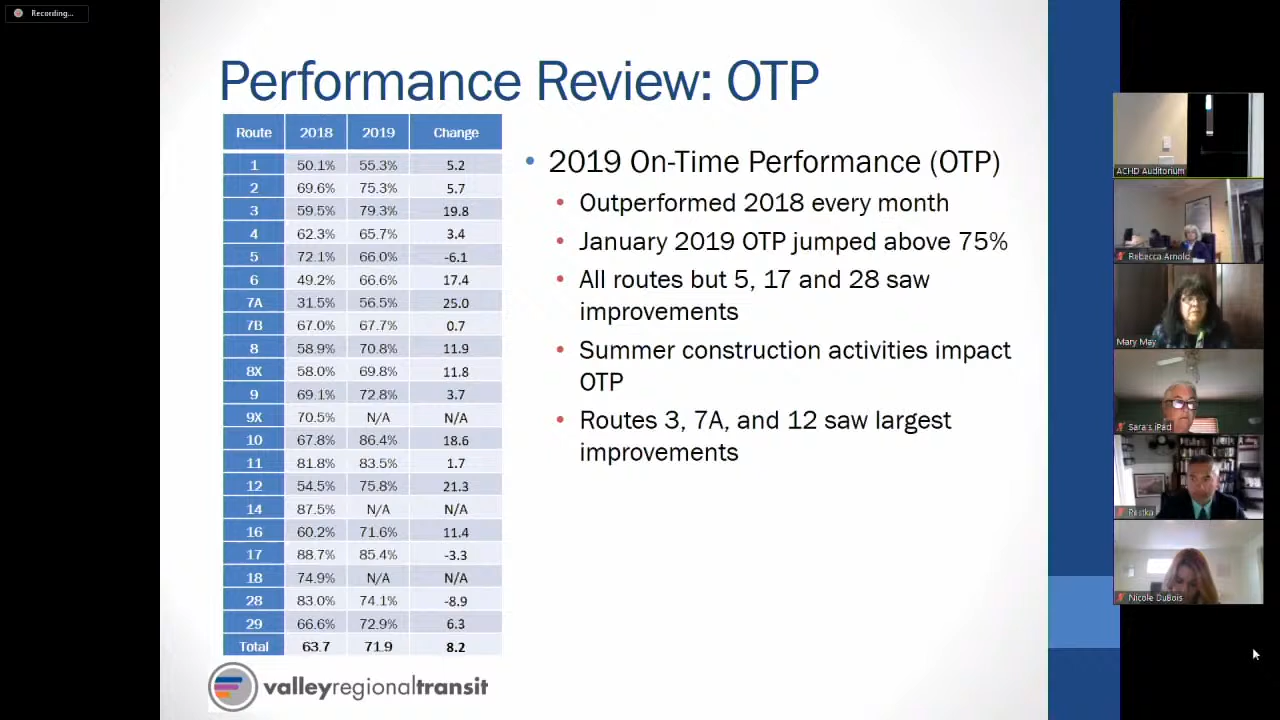 Recording...
Performance Review: OTP
Route 2018 2019 Change
1 50.1% 55.3% 5.2
2 69.6% 75.3% 5.7
3 59.5% 79.3% 19.8
4 62.3% 65.7% 3.4
5 72.1% 66.0% -6.1
6 49.2% 66.6% 17.4
7A 31.5% 56.5% 25.0
7B 67.0% 67.7% 0.7
8 58.9% 70.8% 11.9
8X 58.0% 69.8% 11.8
9 69.1% 72.8% 3.7
9X 70.5% N/A N/A
10 67.8% 86.4% 18.6
11 81.8% 83.5% 1.7
12 54.5% 75.8% 21.3
14 87.5% N/A N/A
16 60.2% 71.6% 11.4
17 88.7% 85.4% -3.3
18 74.9% N/A N/A
28 83.0% 74.1% -8.9
29 66.6% 72.9% 6.3
Total 63.7 71.9 8.2
• 2019 On-Time Performance (OTP)
• Outperformed 2018 every month
• January 2019 OTP jumped above 75%
• All routes but 5, 17 and 28 saw
improvements
• Summer construction activities impact
OTP
• Routes 3, 7A, and 12 saw largest
improvements
valleyregionaltransit
ACHD Auditorium
Rebecca Arnold
Mary May
Sara's iPad
Nicole DuBois